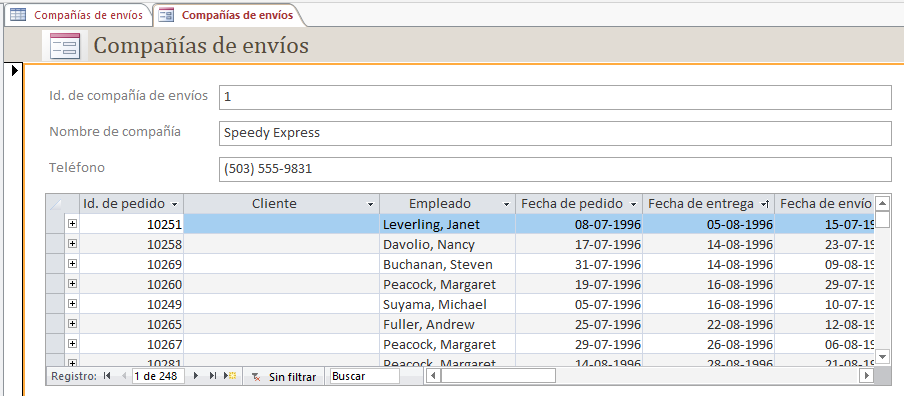 Compañías de envíos Compañías de envíos
Compañías de envíos
Id. de compañía de envíos 1
Nombre de compañía Speedy Express
Teléfono (503) 555-9831
Id. de pedido Cliente Empleado Fecha de pedido Fecha de entrega Fecha de envío
10251 Leverling, Janet 08-07-1996 05-08-1996 15-07-19
10258 Davolio, Nancy 17-07-1996 14-08-1996 23-07-19
10269 Buchanan, Steven 31-07-1996 14-08-1996 09-08-19
10260 Peacock, Margaret 19-07-1996 16-08-1996 29-07-19
10249 Suyama, Michael 05-07-1996 16-08-1996 10-07-19
10265 Fuller, Andrew 25-07-1996 22-08-1996 12-08-19
10267 Peacock, Margaret 29-07-1996 26-08-1996 06-08-19
10281 Peacock, Margaret 14-08-1996 28-08-1996 21-08-19
Registro: 1 de 248 Sin filtrar Buscar